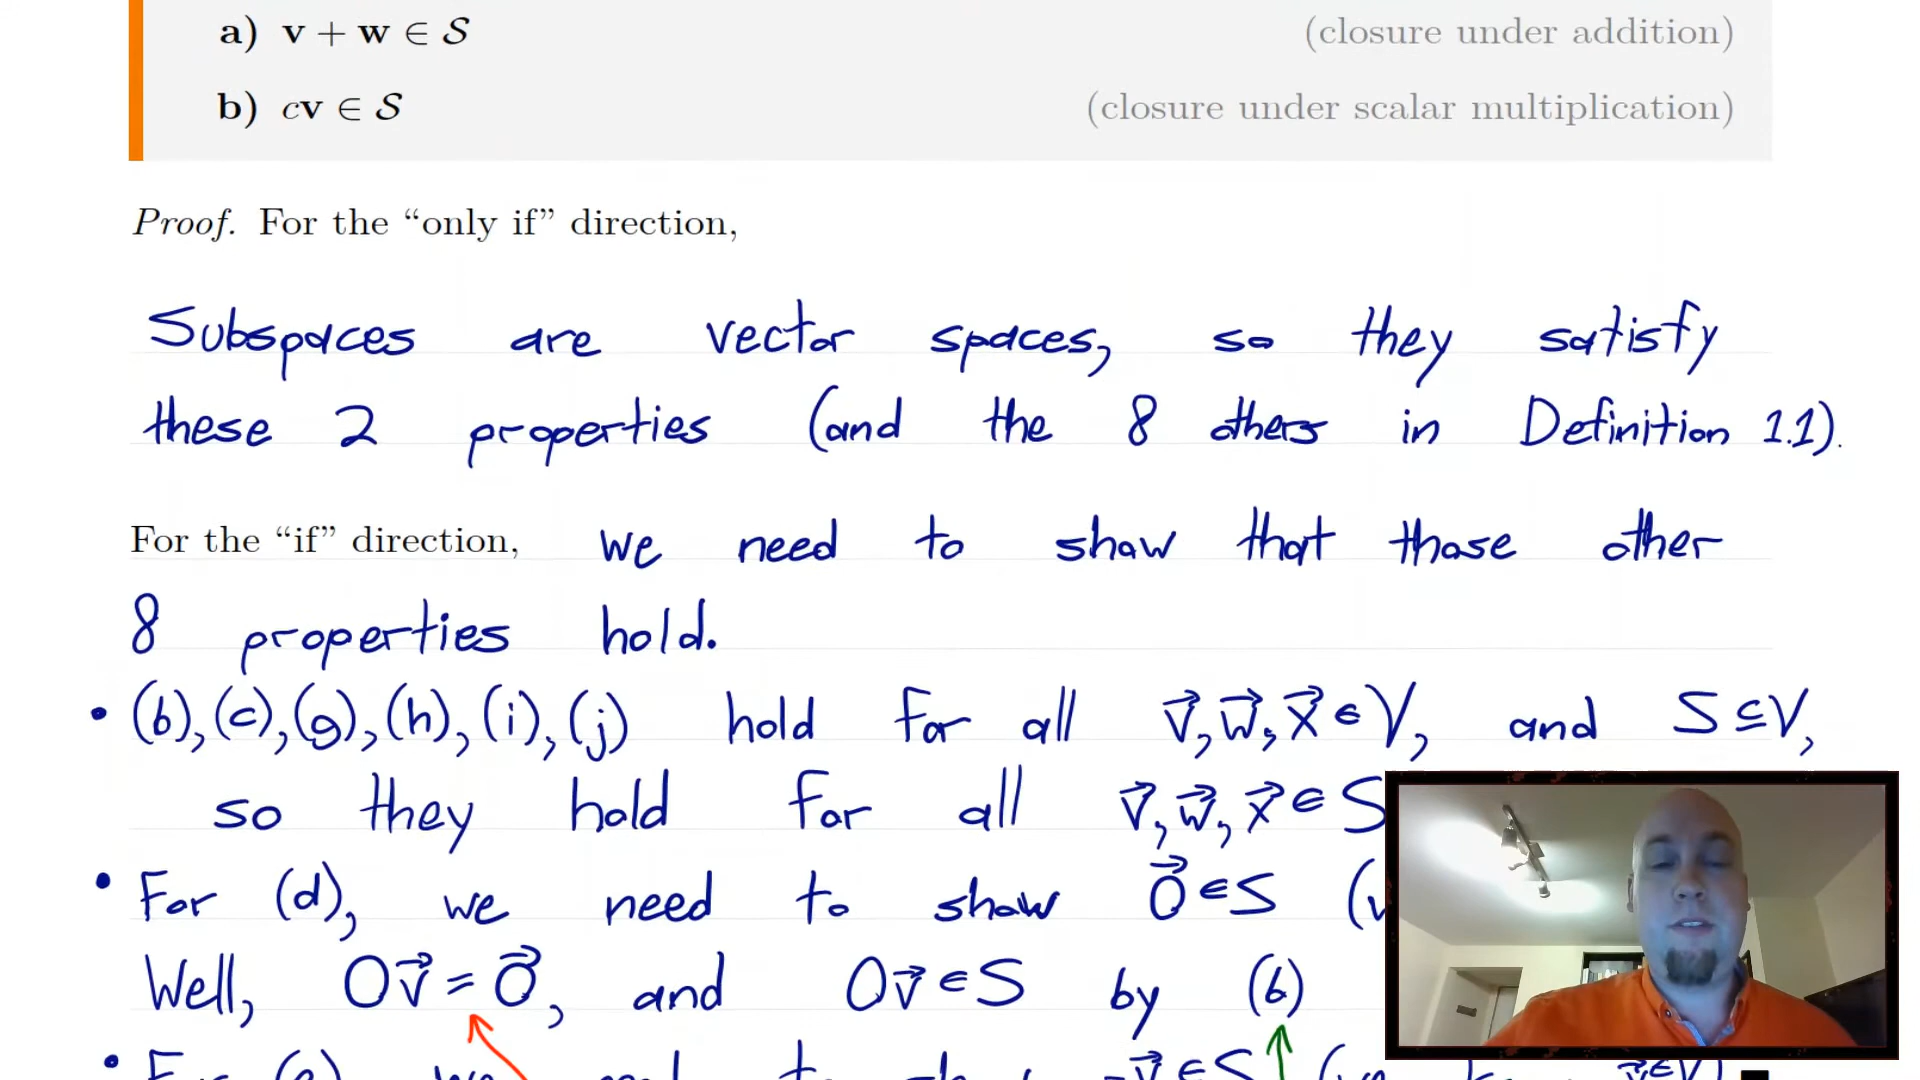 a) v + w ∈ S (closure under addition)
b) cv ∈ S (closure under scalar multiplication)
Proof. For the “only if” direction,
Subspaces are vector spaces, so they satisfy
these 2 properties (and the 8 others in Definition 1.1).
For the “if” direction, we need to show that those other
8 properties hold.
• (b), (c), (g), (h), (i), (j) hold for all v⃗, w⃗, x⃗ ∈ V, and S ⊆ V,
so they hold for all v⃗, w⃗, x⃗ ∈ S
• For (d), we need to show 0⃗ ∈ S (
Well, 0v⃗ = 0⃗, and 0v⃗ ∈ S by (b)